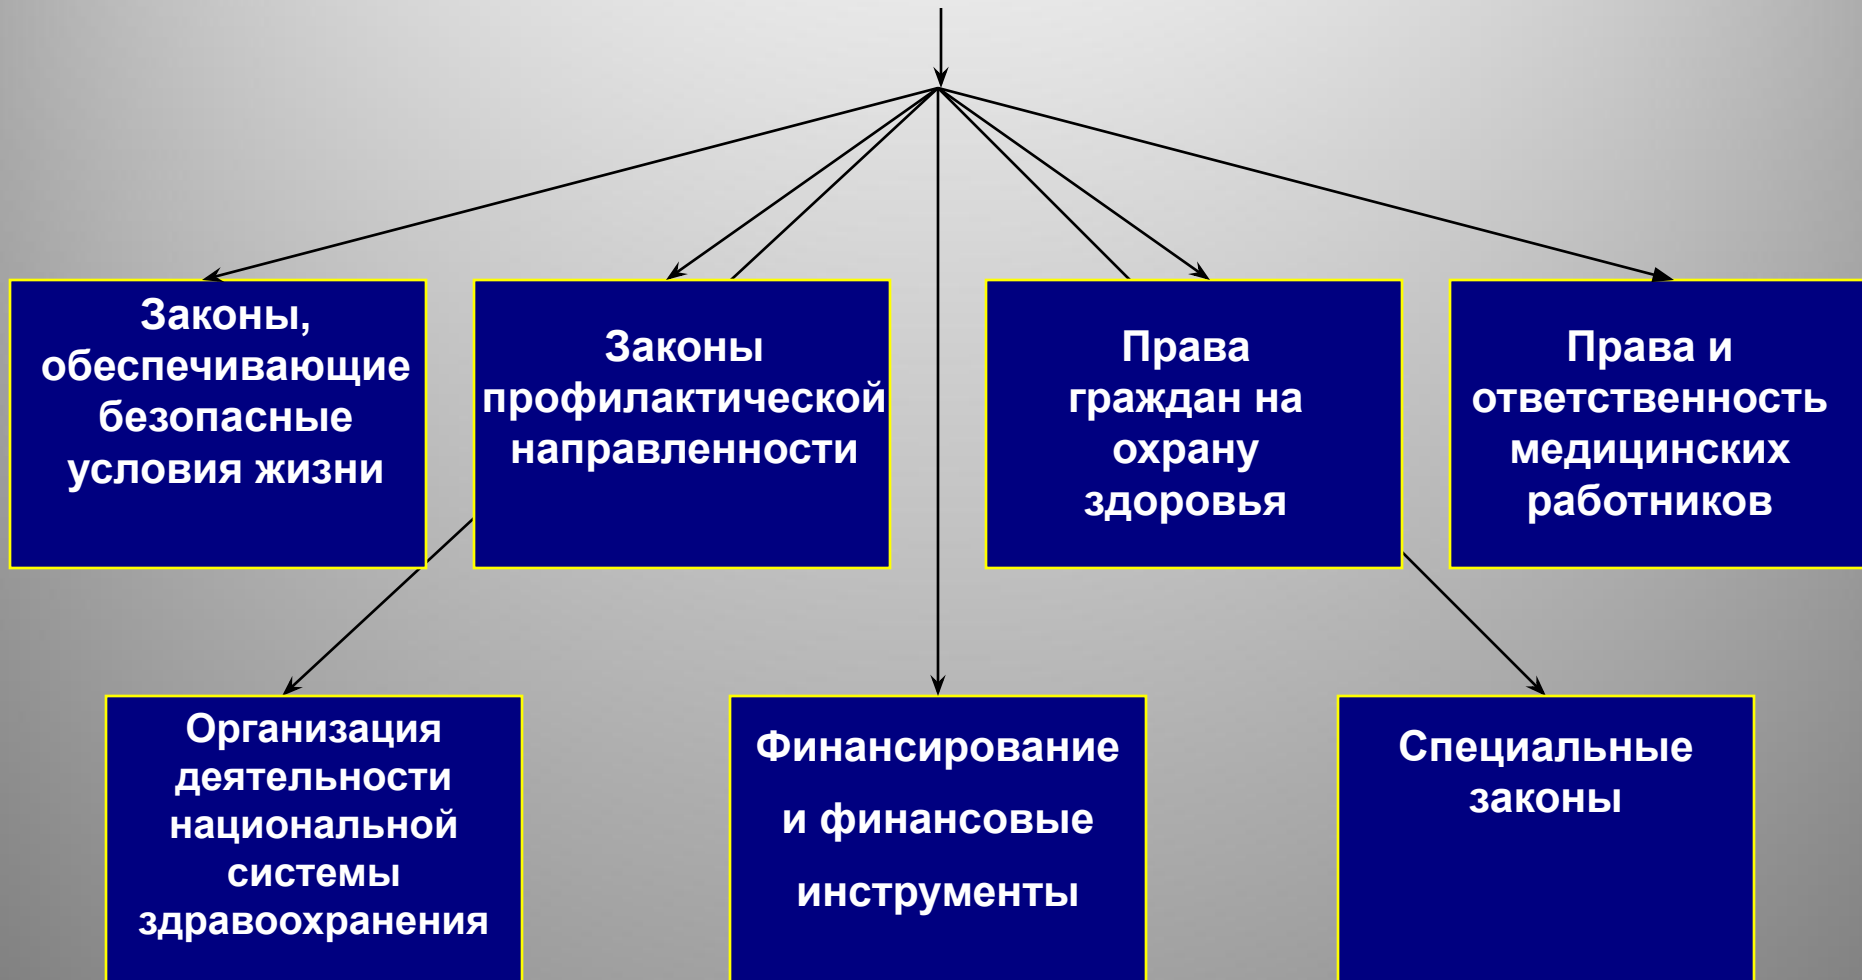 Законы,
обеспечивающие
безопасные
условия жизни
Законы
профилактической
направленности
Права
граждан на
охрану
здоровья
Права и
ответственность
медицинских
работников
Организация
деятельности
национальной
системы
здравоохранения
Финансирование
и финансовые
инструменты
Специальные
законы